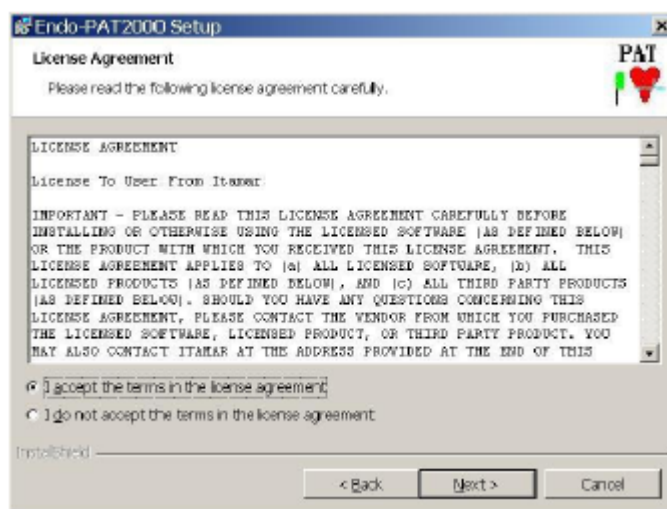 Endo-PAT2000 Setup
License Agreement
Please read the following license agreement carefully.
PAT
LICENSE AGREEMENT
License To User From Itamar
IMPORTANT - PLEASE READ THIS LICENSE AGREEMENT CAREFULLY BEFORE
INSTALLING OR OTHERWISE USING THE LICENSED SOFTWARE (AS DEFINED BELOW)
OR THE PRODUCT WITH WHICH YOU RECEIVED THIS LICENSE AGREEMENT. THIS
LICENSE AGREEMENT APPLIES TO (a) ALL LICENSED SOFTWARE, (b) ALL
LICENSED PRODUCTS (AS DEFINED BELOW), AND (c) ALL THIRD PARTY PRODUCTS
(AS DEFINED BELOW). SHOULD YOU HAVE ANY QUESTIONS CONCERNING THIS
LICENSE AGREEMENT, PLEASE CONTACT THE VENDOR FROM WHICH YOU PURCHASED
THE LICENSED SOFTWARE, LICENSED PRODUCT, OR THIRD PARTY PRODUCT. YOU
MAY ALSO CONTACT ITAMAR AT THE ADDRESS PROVIDED AT THE END OF THIS
I accept the terms in the license agreement
I do not accept the terms in the license agreement
InstallShield
< Back Next > Cancel